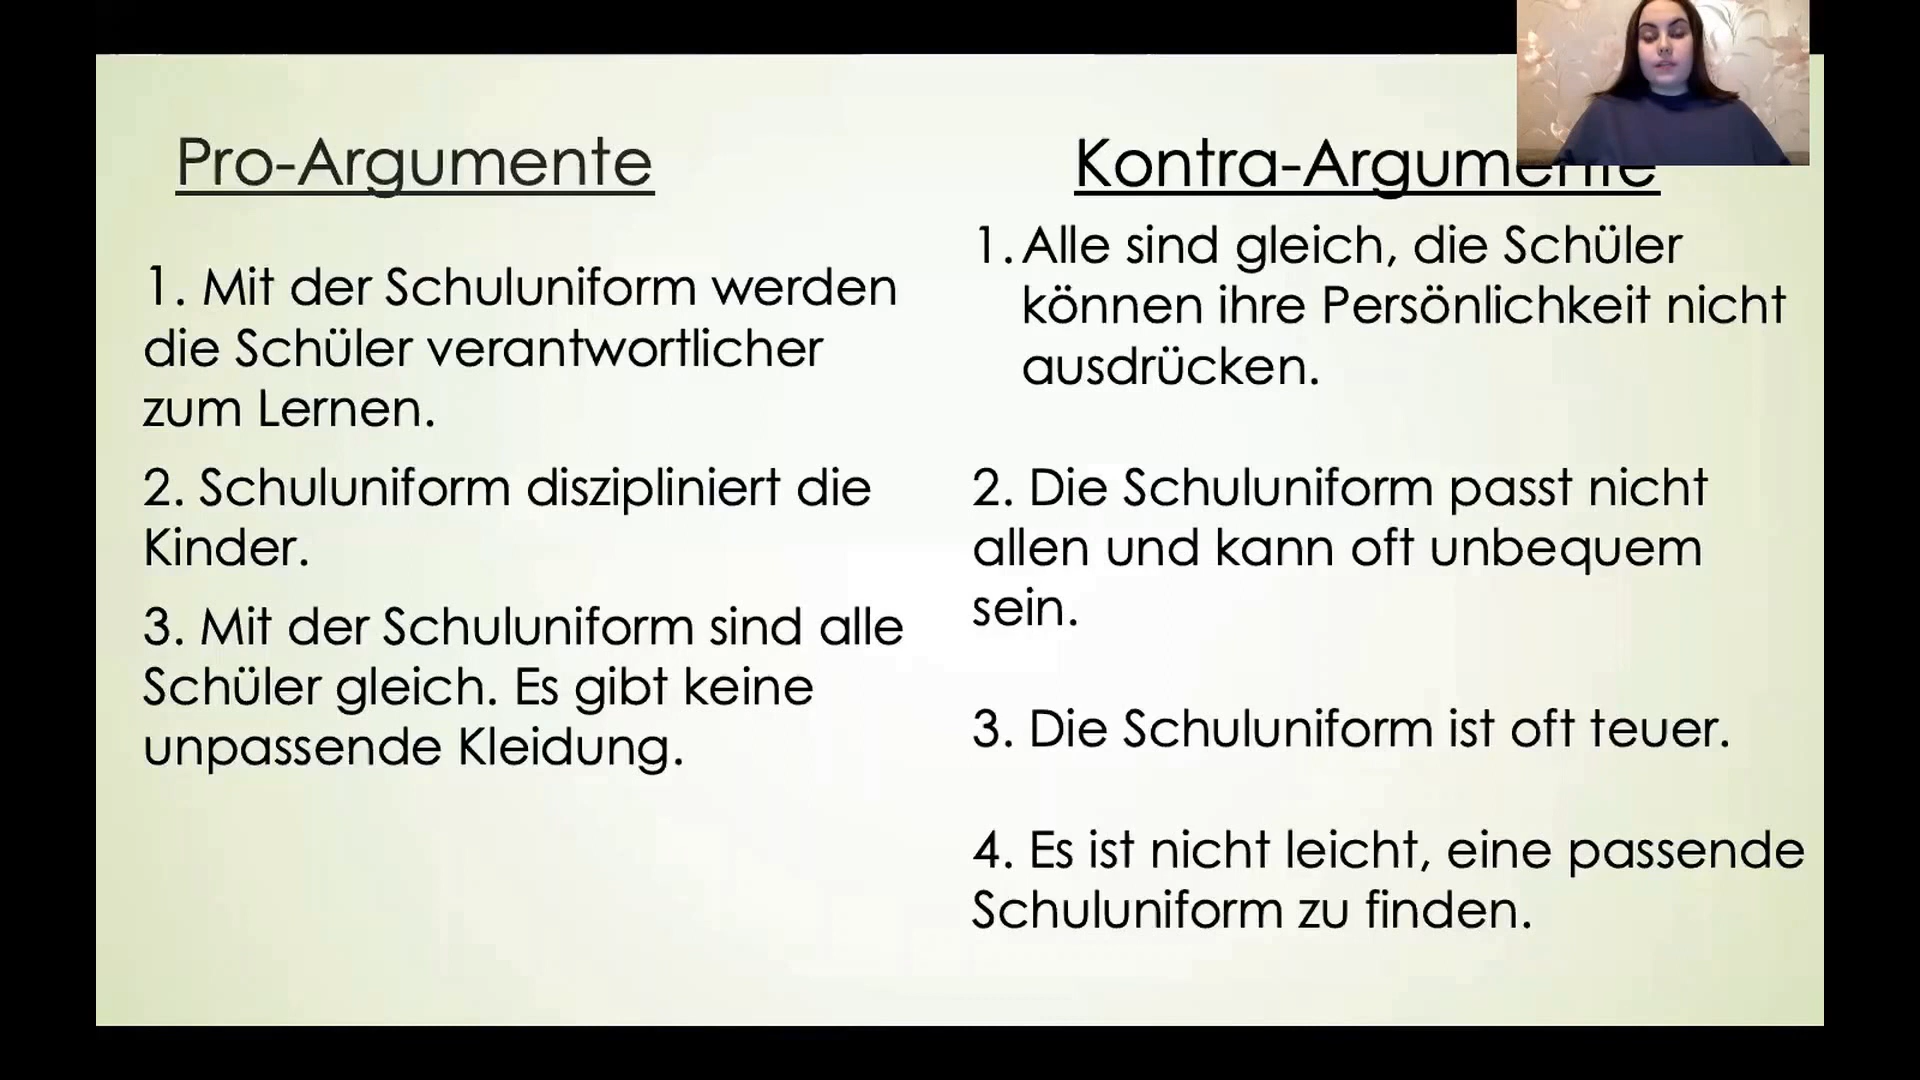 Pro-Argumente
1. Mit der Schuluniform werden
die Schüler verantwortlicher
zum Lernen.
2. Schuluniform diszipliniert die
Kinder.
3. Mit der Schuluniform sind alle
Schüler gleich. Es gibt keine
unpassende Kleidung.
Kontra-Argumente
1. Alle sind gleich, die Schüler
können ihre Persönlichkeit nicht
ausdrücken.
2. Die Schuluniform passt nicht
allen und kann oft unbequem
sein.
3. Die Schuluniform ist oft teuer.
4. Es ist nicht leicht, eine passende
Schuluniform zu finden.